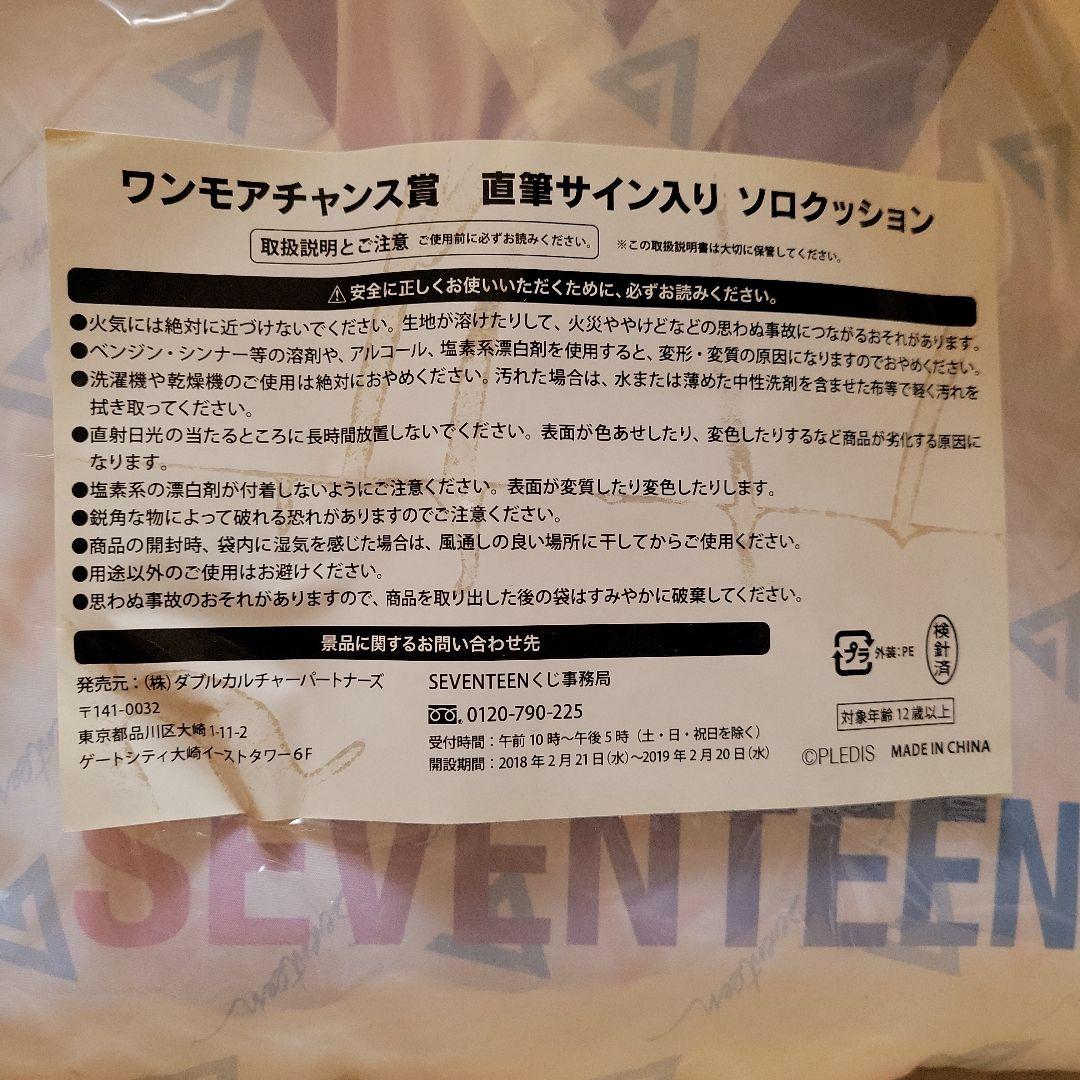 ワンモアチャンス賞 直筆サイン入り ソロクッション
取扱説明とご注意 ご使用前に必ずお読みください。 ※この取扱説明書は大切に保管してください。
⚠安全に正しくお使いいただくために、必ずお読みください。
●火気には絶対に近づけないでください。生地が溶けたりして、火災ややけどなどの思わぬ事故につながるおそれがあります。
●ベンジン・シンナー等の溶剤や、アルコール、塩素系漂白剤を使用すると、変形・変質の原因になりますのでおやめください。
●洗濯機や乾燥機のご使用は絶対におやめください。汚れた場合は、水または薄めた中性洗剤を含ませた布等で軽く汚れを
拭き取ってください。
●直射日光の当たるところに長時間放置しないでください。表面が色あせしたり、変色したりするなど商品が劣化する原因に
なります。
●塩素系の漂白剤が付着しないようにご注意ください。表面が変質したり変色したりします。
●鋭角な物によって破れる恐れがありますのでご注意ください。
●商品の開封時、袋内に湿気を感じた場合は、風通しの良い場所に干してからご使用ください。
●用途以外のご使用はお避けください。
●思わぬ事故のおそれがありますので、商品を取り出した後の袋はすみやかに破棄してください。
景品に関するお問い合わせ先
発売元：（株）ダブルカルチャーパートナーズ
〒141-0032
東京都品川区大崎1-11-2
ゲートシティ大崎イーストタワー6F
SEVENTEENくじ事務局
0120-790-225
受付時間：午前10時～午後5時（土・日・祝日を除く）
開設期間：2018年2月21日(水)～2019年2月20日(水)
プラ 外装：PE
検針済
対象年齢12歳以上
©PLEDIS MADE IN CHINA
SEVENTEEN
seventeen
seventeen